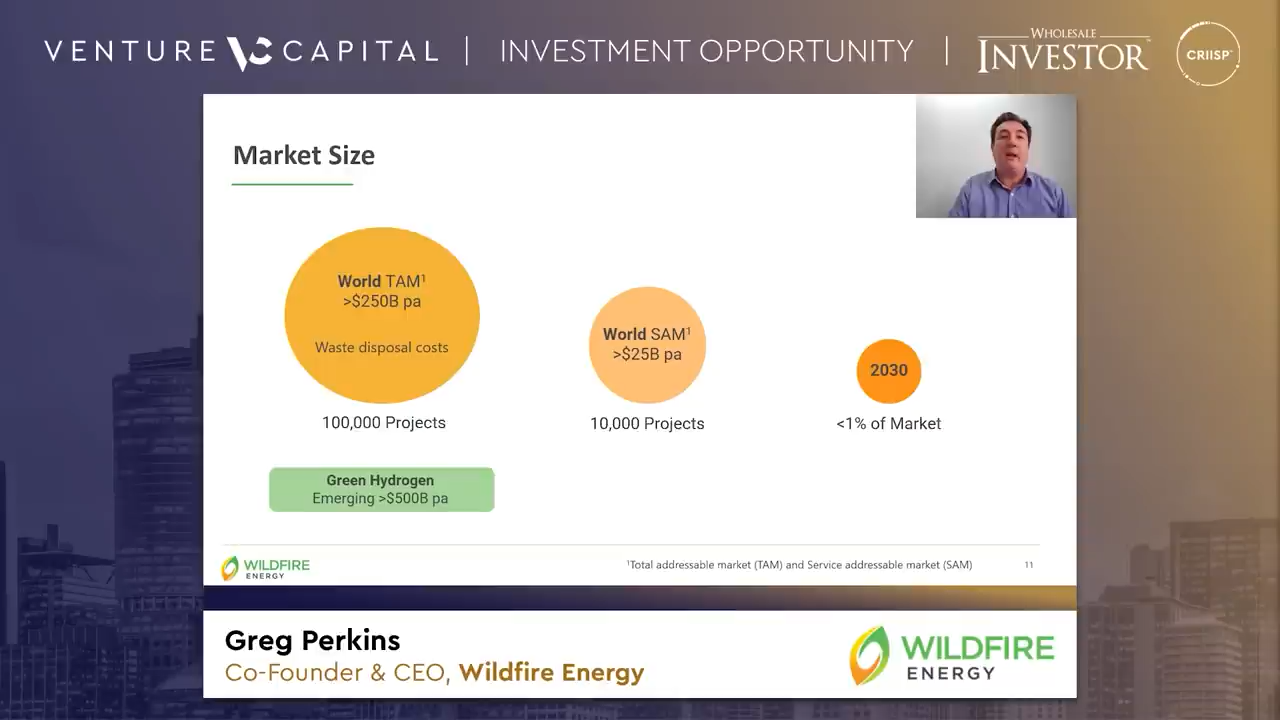 VENTURE VC CAPITAL | INVESTMENT OPPORTUNITY | WHOLESALE INVESTOR™ CRIISP™
Market Size
World TAM¹
>$250B pa
Waste disposal costs
100,000 Projects
World SAM¹
>$25B pa
10,000 Projects
2030
<1% of Market
Green Hydrogen
Emerging >$500B pa
WILDFIRE
ENERGY
¹Total addressable market (TAM) and Service addressable market (SAM)
11
Greg Perkins
Co-Founder & CEO, Wildfire Energy
WILDFIRE
ENERGY